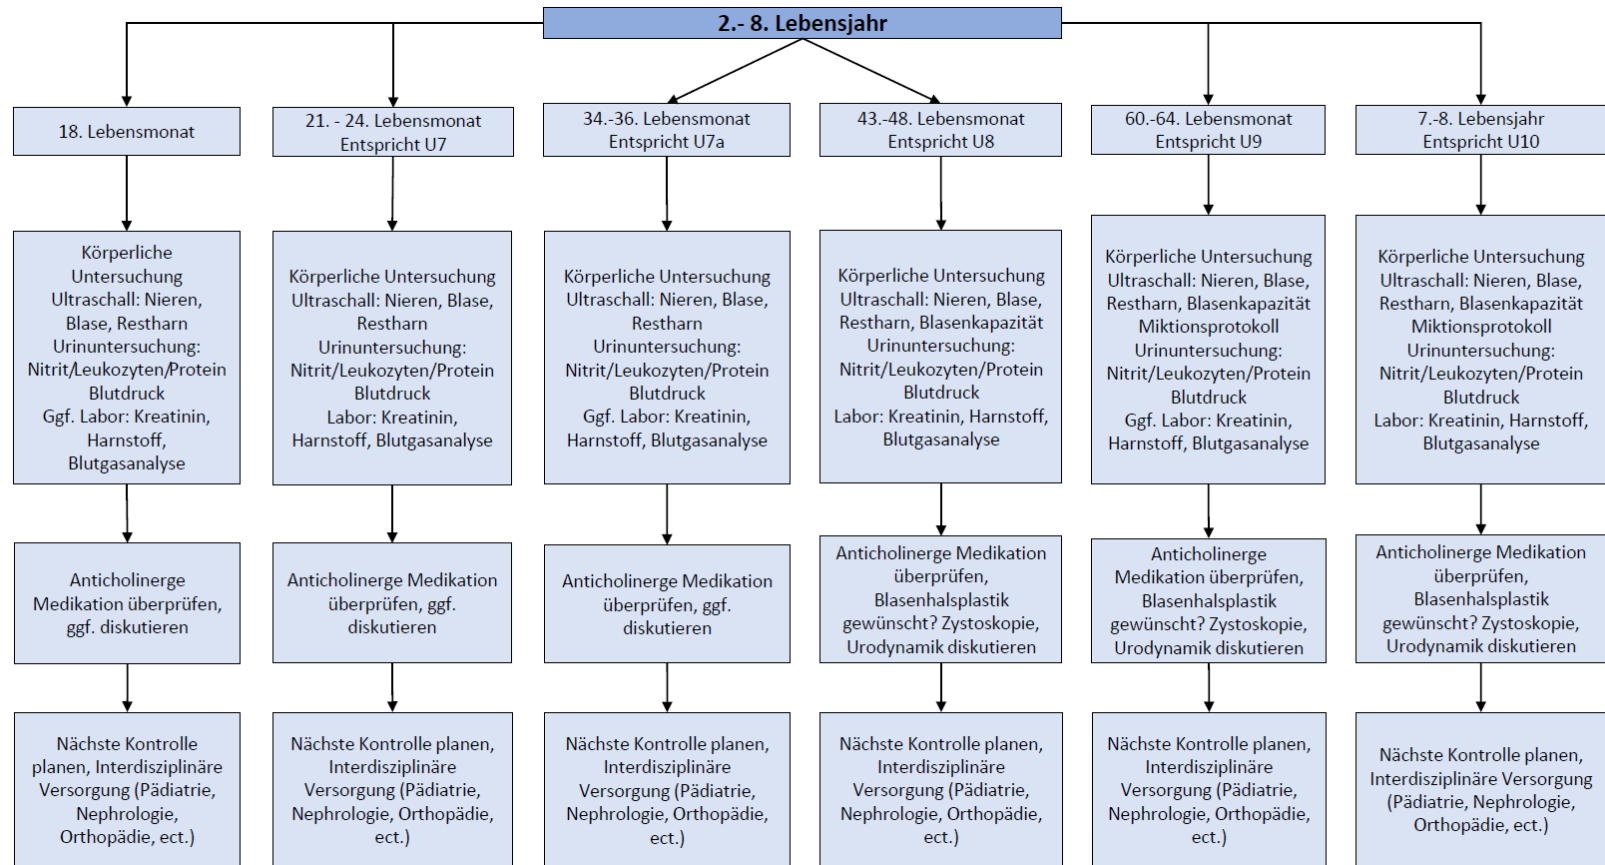 2.- 8. Lebensjahr
18. Lebensmonat
21. - 24. Lebensmonat
Entspricht U7
34.-36. Lebensmonat
Entspricht U7a
43.-48. Lebensmonat
Entspricht U8
60.-64. Lebensmonat
Entspricht U9
7.-8. Lebensjahr
Entspricht U10
Körperliche
Untersuchung
Ultraschall: Nieren,
Blase, Restharn
Urinuntersuchung:
Nitrit/Leukozyten/Protein
Blutdruck
Ggf. Labor: Kreatinin,
Harnstoff,
Blutgasanalyse
Körperliche Untersuchung
Ultraschall: Nieren, Blase,
Restharn
Urinuntersuchung:
Nitrit/Leukozyten/Protein
Blutdruck
Labor: Kreatinin,
Harnstoff, Blutgasanalyse
Körperliche Untersuchung
Ultraschall: Nieren, Blase,
Restharn
Urinuntersuchung:
Nitrit/Leukozyten/Protein
Blutdruck
Ggf. Labor: Kreatinin,
Harnstoff, Blutgasanalyse
Körperliche Untersuchung
Ultraschall: Nieren, Blase,
Restharn, Blasenkapazität
Urinuntersuchung:
Nitrit/Leukozyten/Protein
Blutdruck
Labor: Kreatinin, Harnstoff,
Blutgasanalyse
Körperliche Untersuchung
Ultraschall: Nieren, Blase,
Restharn, Blasenkapazität
Miktionsprotokoll
Urinuntersuchung:
Nitrit/Leukozyten/Protein
Blutdruck
Ggf. Labor: Kreatinin,
Harnstoff, Blutgasanalyse
Körperliche Untersuchung
Ultraschall: Nieren, Blase,
Restharn, Blasenkapazität
Miktionsprotokoll
Urinuntersuchung:
Nitrit/Leukozyten/Protein
Blutdruck
Labor: Kreatinin, Harnstoff,
Blutgasanalyse
Anticholinerge
Medikation überprüfen,
ggf. diskutieren
Anticholinerge Medikation
überprüfen, ggf.
diskutieren
Anticholinerge Medikation
überprüfen, ggf.
diskutieren
Anticholinerge Medikation
überprüfen,
Blasenhalsplastik
gewünscht? Zystoskopie,
Urodynamik diskutieren
Anticholinerge
Medikation überprüfen,
Blasenhalsplastik
gewünscht? Zystoskopie,
Urodynamik diskutieren
Anticholinerge Medikation
überprüfen,
Blasenhalsplastik
gewünscht? Zystoskopie,
Urodynamik diskutieren
Nächste Kontrolle
planen, Interdisziplinäre
Versorgung (Pädiatrie,
Nephrologie,
Orthopädie, ect.)
Nächste Kontrolle planen,
Interdisziplinäre
Versorgung (Pädiatrie,
Nephrologie, Orthopädie,
ect.)
Nächste Kontrolle planen,
Interdisziplinäre
Versorgung (Pädiatrie,
Nephrologie, Orthopädie,
ect.)
Nächste Kontrolle planen,
Interdisziplinäre
Versorgung (Pädiatrie,
Nephrologie, Orthopädie,
ect.)
Nächste Kontrolle planen,
Interdisziplinäre
Versorgung (Pädiatrie,
Nephrologie, Orthopädie,
ect.)
Nächste Kontrolle planen,
Interdisziplinäre Versorgung
(Pädiatrie, Nephrologie,
Orthopädie, ect.)